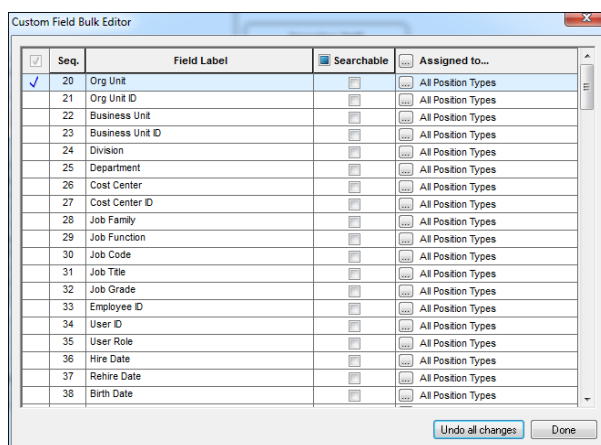 Custom Field Bulk Editor
Seq. Field Label Searchable ... Assigned to...
20 Org Unit ... All Position Types
21 Org Unit ID ... All Position Types
22 Business Unit ... All Position Types
23 Business Unit ID ... All Position Types
24 Division ... All Position Types
25 Department ... All Position Types
26 Cost Center ... All Position Types
27 Cost Center ID ... All Position Types
28 Job Family ... All Position Types
29 Job Function ... All Position Types
30 Job Code ... All Position Types
31 Job Title ... All Position Types
32 Job Grade ... All Position Types
33 Employee ID ... All Position Types
34 User ID ... All Position Types
35 User Role ... All Position Types
36 Hire Date ... All Position Types
37 Rehire Date ... All Position Types
38 Birth Date ... All Position Types
Undo all changes Done